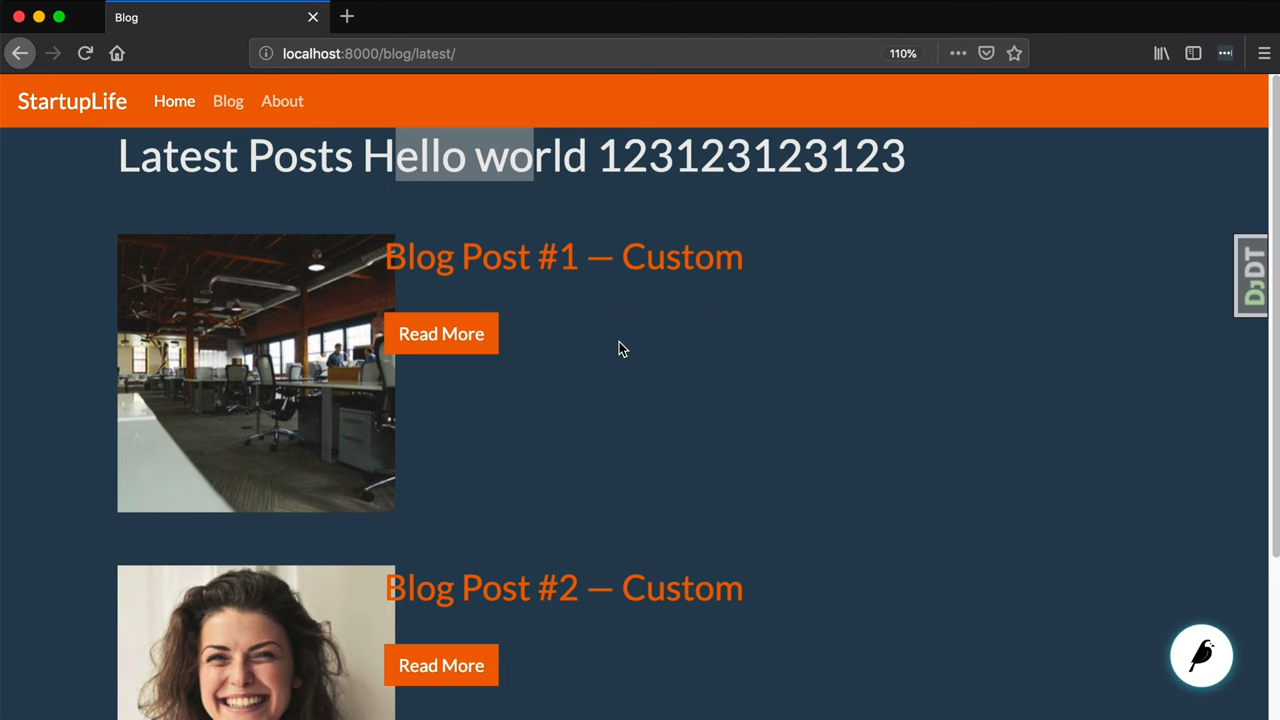 Blog
localhost:8000/blog/latest/
110%
StartupLife Home Blog About
Latest Posts Hello world 123123123123
Blog Post #1 — Custom
Read More
DJDT
Blog Post #2 — Custom
Read More